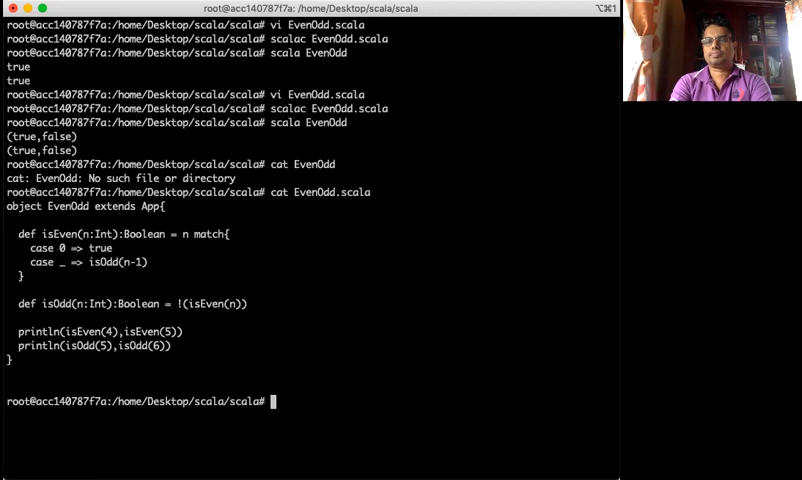 root@acc140787f7a: /home/Desktop/scala/scala
⌥⌘1
root@acc140787f7a:/home/Desktop/scala/scala# vi EvenOdd.scala
root@acc140787f7a:/home/Desktop/scala/scala# scalac EvenOdd.scala
root@acc140787f7a:/home/Desktop/scala/scala# scala EvenOdd
true
true
root@acc140787f7a:/home/Desktop/scala/scala# vi EvenOdd.scala
root@acc140787f7a:/home/Desktop/scala/scala# scalac EvenOdd.scala
root@acc140787f7a:/home/Desktop/scala/scala# scala EvenOdd
(true,false)
(true,false)
root@acc140787f7a:/home/Desktop/scala/scala# cat EvenOdd
cat: EvenOdd: No such file or directory
root@acc140787f7a:/home/Desktop/scala/scala# cat EvenOdd.scala
object EvenOdd extends App{
def isEven(n:Int):Boolean = n match{
case 0 => true
case _ => isOdd(n-1)
}
def isOdd(n:Int):Boolean = !(isEven(n))
println(isEven(4),isEven(5))
println(isOdd(5),isOdd(6))
}
root@acc140787f7a:/home/Desktop/scala/scala#